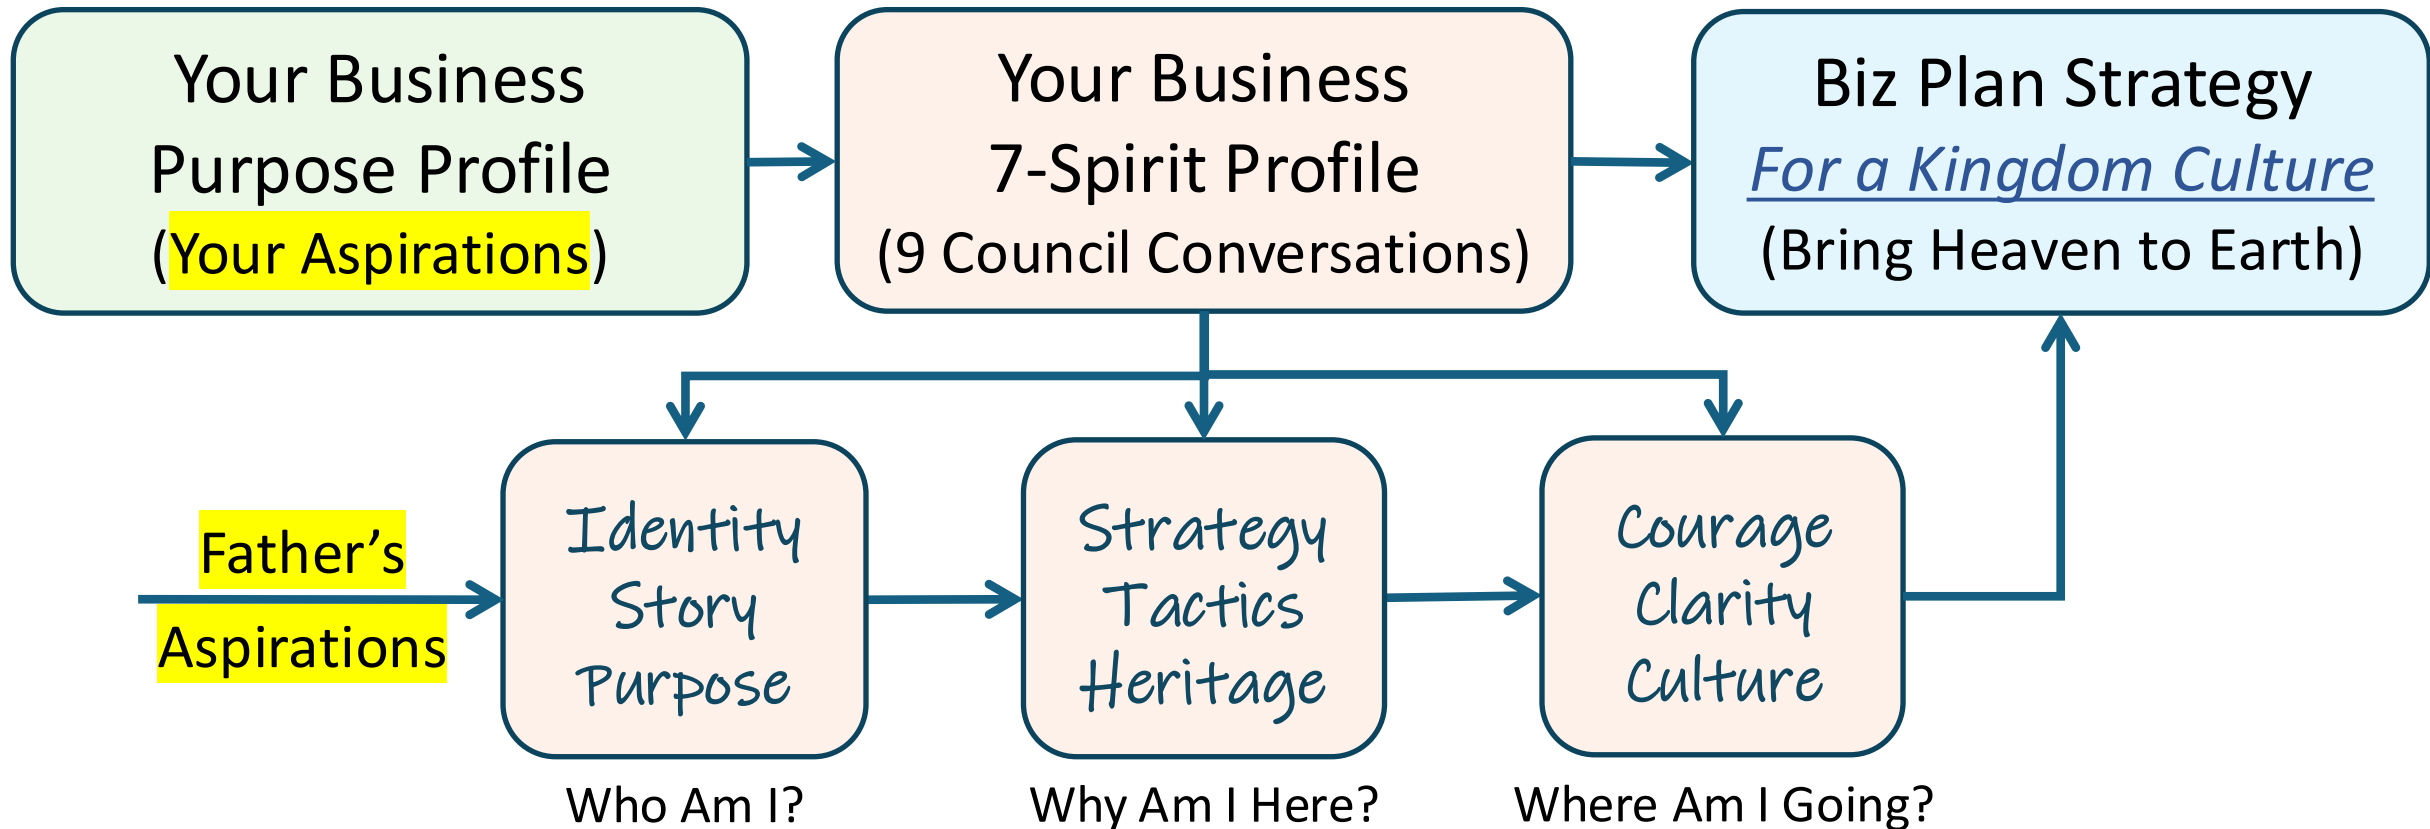 Your Business
Purpose Profile
(Your Aspirations)
Your Business
7-Spirit Profile
(9 Council Conversations)
Biz Plan Strategy
For a Kingdom Culture
(Bring Heaven to Earth)
Father’s
Aspirations
Identity
Story
Purpose
Who Am I?
Strategy
Tactics
Heritage
Why Am I Here?
Courage
Clarity
Culture
Where Am I Going?